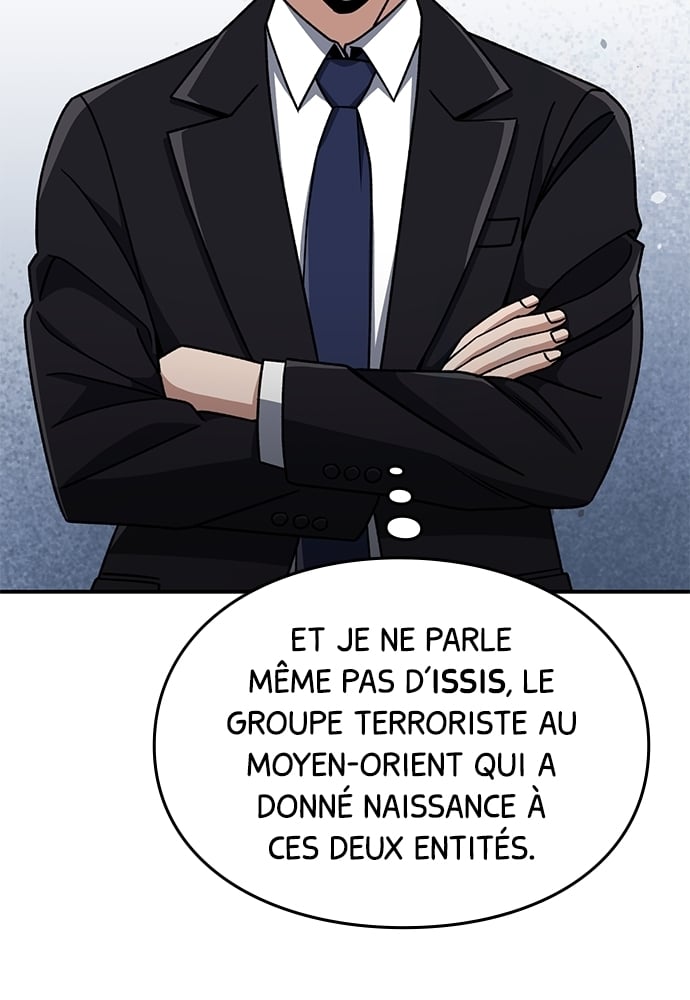 ET JE NE PARLE
MÊME PAS D'ISSIS, LE
GROUPE TERRORISTE AU
MOYEN-ORIENT QUI A
DONNÉ NAISSANCE À
CES DEUX ENTITÉS.